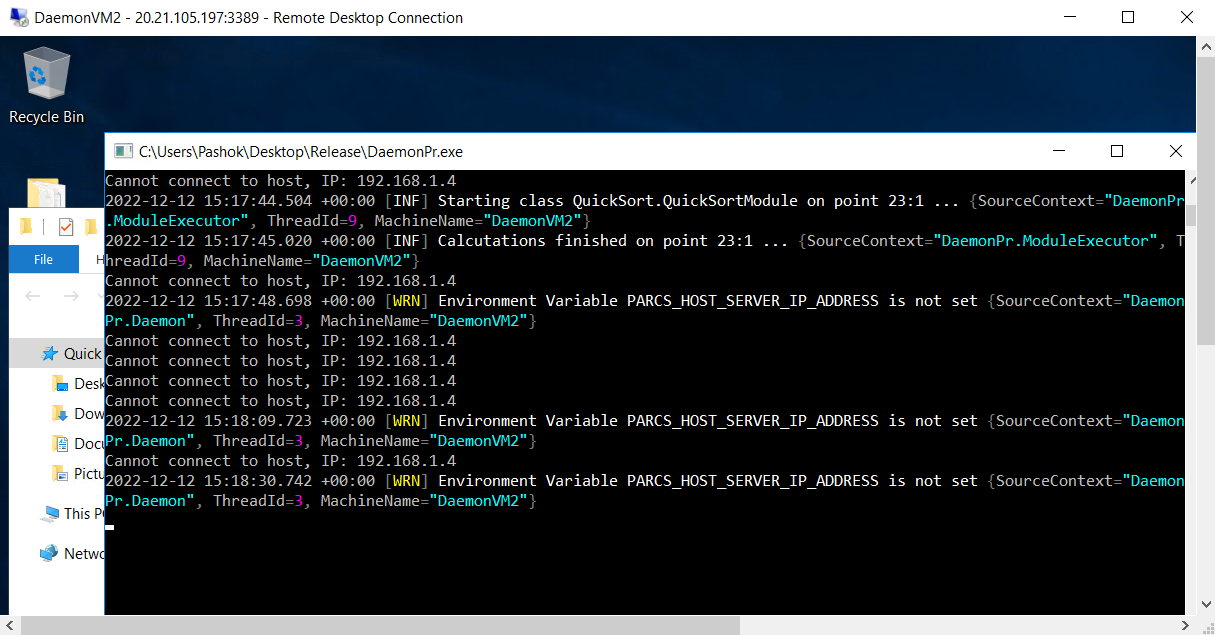 DaemonVM2 - 20.21.105.197:3389 - Remote Desktop Connection
Recycle Bin
C:\Users\Pashok\Desktop\Release\DaemonPr.exe
Cannot connect to host, IP: 192.168.1.4
2022-12-12 15:17:44.504 +00:00 [INF] Starting class QuickSort.QuickSortModule on point 23:1 ... {SourceContext="DaemonPr
.ModuleExecutor", ThreadId=9, MachineName="DaemonVM2"}
2022-12-12 15:17:45.020 +00:00 [INF] Calcutations finished on point 23:1 ... {SourceContext="DaemonPr.ModuleExecutor", T
hreadId=9, MachineName="DaemonVM2"}
Cannot connect to host, IP: 192.168.1.4
2022-12-12 15:17:48.698 +00:00 [WRN] Environment Variable PARCS_HOST_SERVER_IP_ADDRESS is not set {SourceContext="Daemon
Pr.Daemon", ThreadId=3, MachineName="DaemonVM2"}
Cannot connect to host, IP: 192.168.1.4
Cannot connect to host, IP: 192.168.1.4
Cannot connect to host, IP: 192.168.1.4
Cannot connect to host, IP: 192.168.1.4
2022-12-12 15:18:09.723 +00:00 [WRN] Environment Variable PARCS_HOST_SERVER_IP_ADDRESS is not set {SourceContext="Daemon
Pr.Daemon", ThreadId=3, MachineName="DaemonVM2"}
Cannot connect to host, IP: 192.168.1.4
2022-12-12 15:18:30.742 +00:00 [WRN] Environment Variable PARCS_HOST_SERVER_IP_ADDRESS is not set {SourceContext="Daemon
Pr.Daemon", ThreadId=3, MachineName="DaemonVM2"}
File
H
Quick
Desk
Dow
Docu
Pictu
This P
Netwo